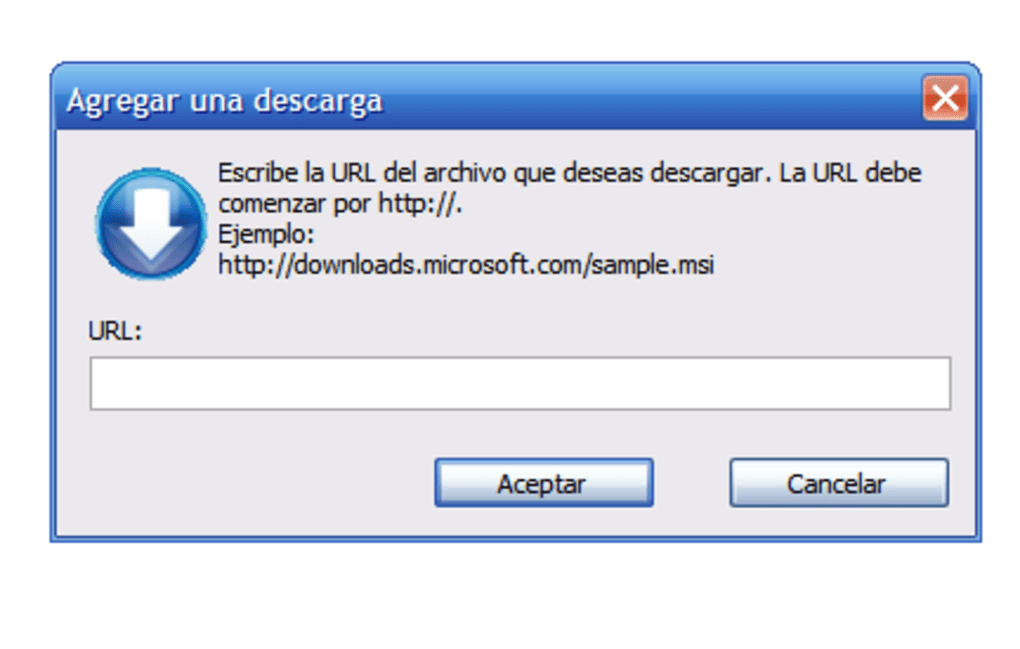 Agregar una descarga
Escribe la URL del archivo que deseas descargar. La URL debe
comenzar por http://.
Ejemplo:
http://downloads.microsoft.com/sample.msi
URL:
Aceptar
Cancelar